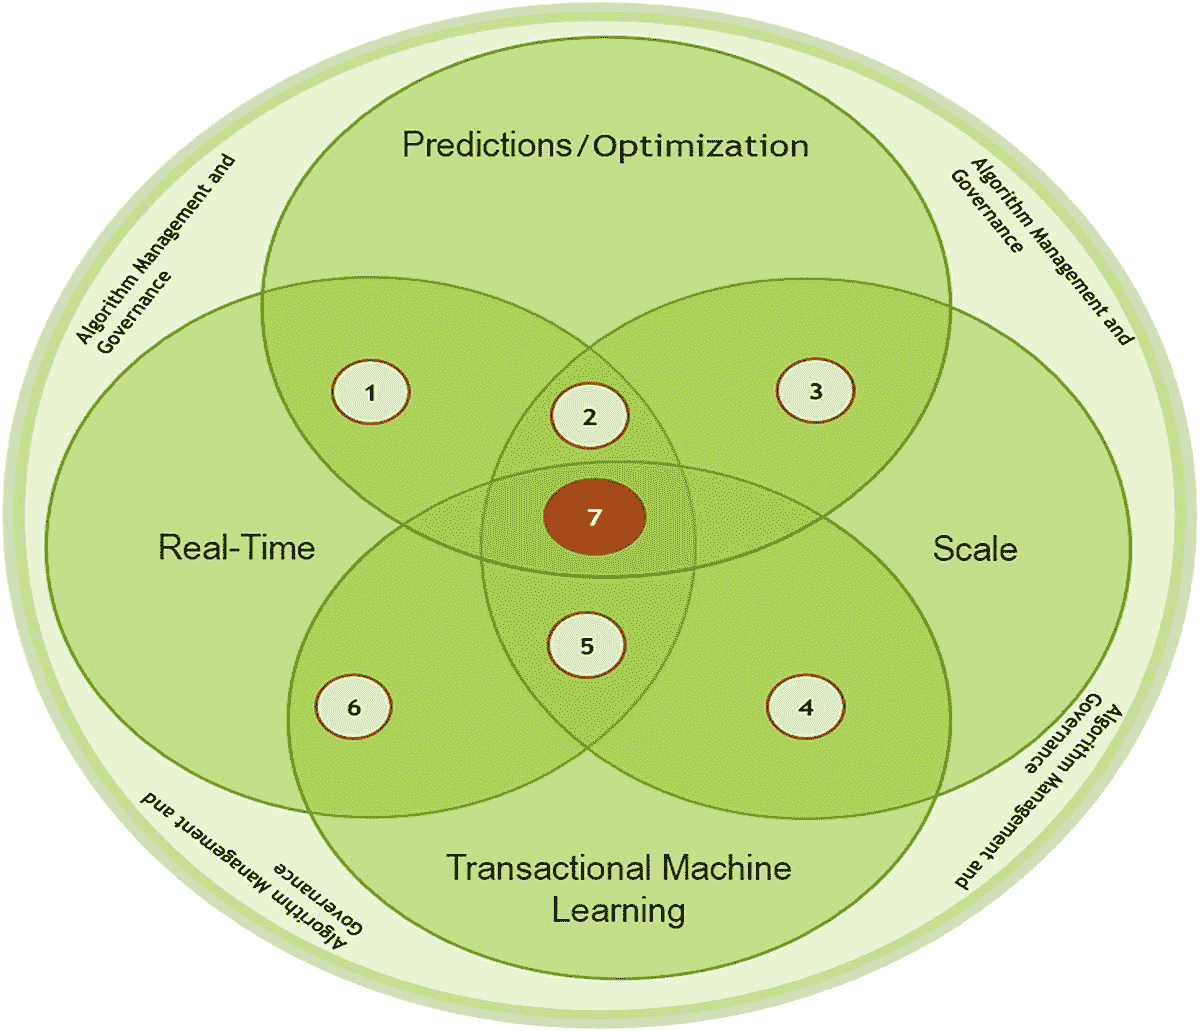 Predictions/Optimization
Algorithm Management and
Governance
Algorithm Management and
Governance
1
2
3
7
Real-Time
Scale
5
6
4
Transactional Machine
Learning
Algorithm Management and
Governance
Algorithm Management and
Governance